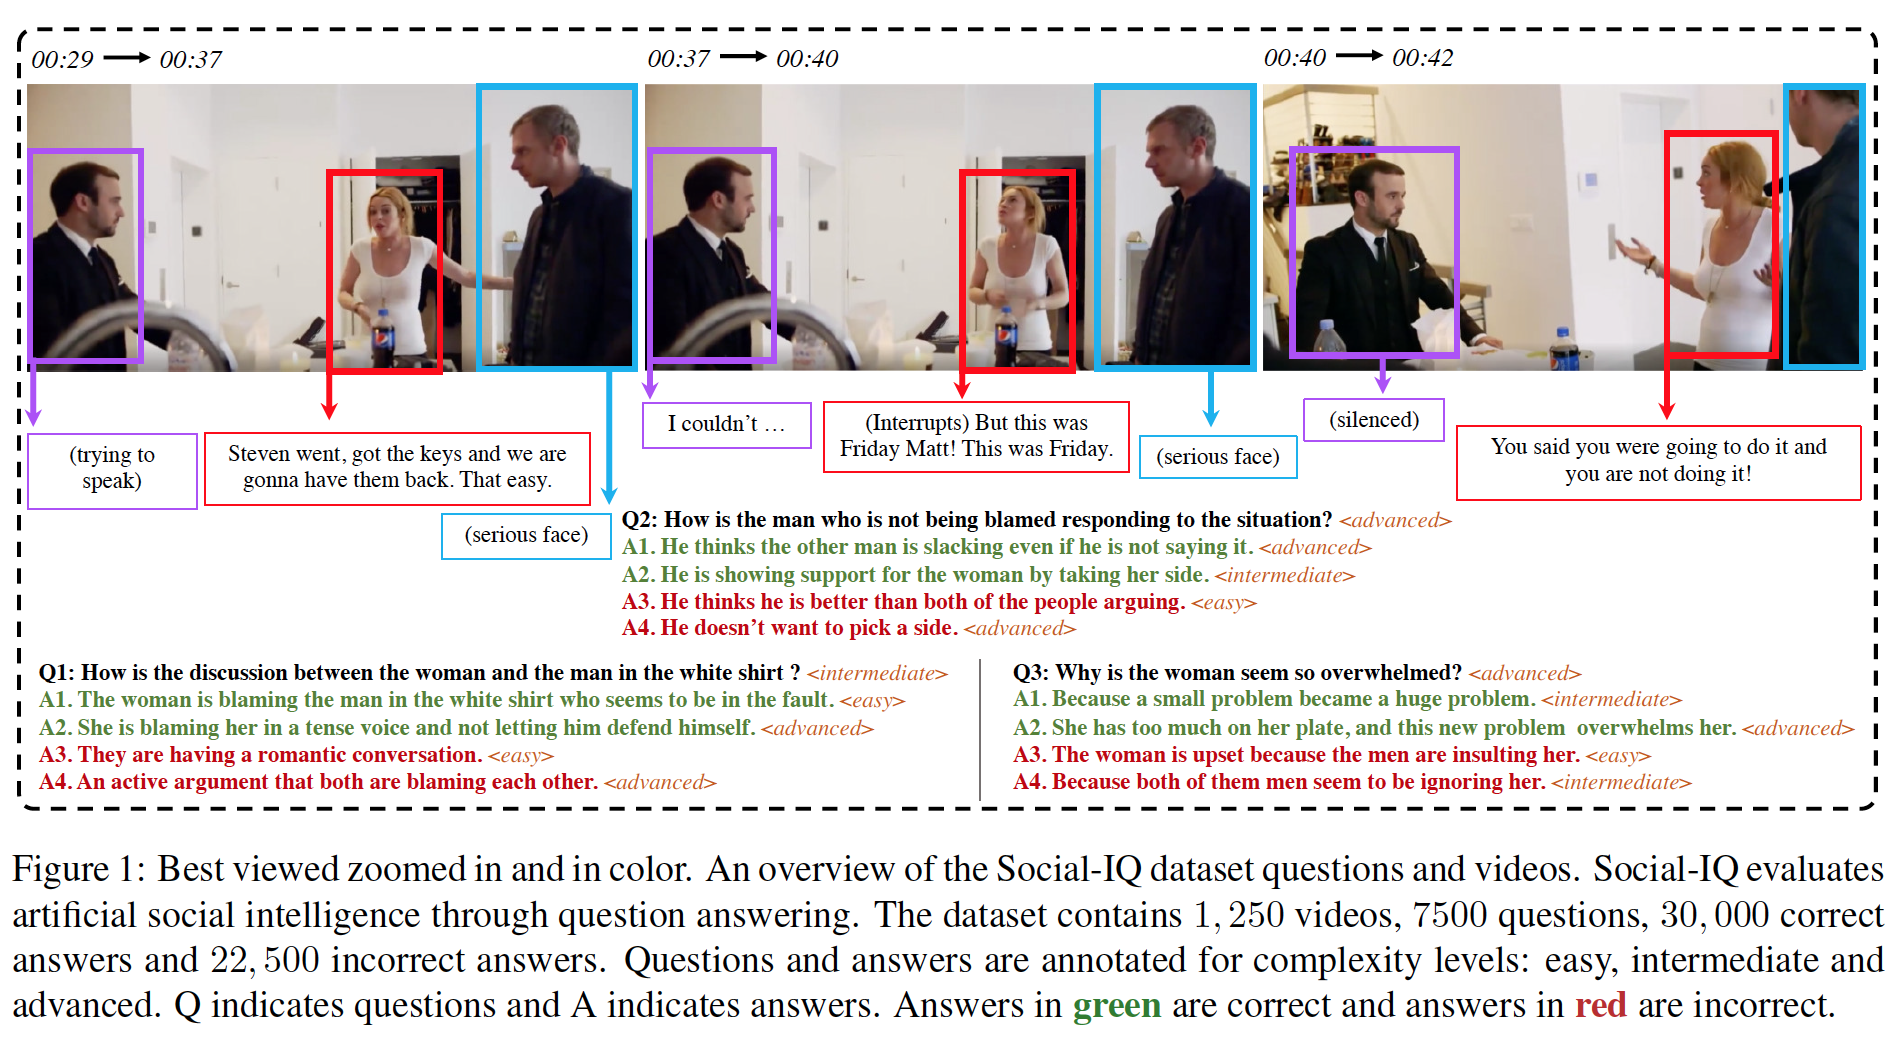 00:29 → 00:37
00:37 → 00:40
00:40 → 00:42
(trying to
speak)
Steven went, got the keys and we are
gonna have them back. That easy.
(serious face)
I couldn't …
(Interrupts) But this was
Friday Matt! This was Friday.
(serious face)
(silenced)
You said you were going to do it and
you are not doing it!
Q2: How is the man who is not being blamed responding to the situation? <advanced>
A1. He thinks the other man is slacking even if he is not saying it. <advanced>
A2. He is showing support for the woman by taking her side. <intermediate>
A3. He thinks he is better than both of the people arguing. <easy>
A4. He doesn't want to pick a side. <advanced>
Q1: How is the discussion between the woman and the man in the white shirt ? <intermediate>
A1. The woman is blaming the man in the white shirt who seems to be in the fault. <easy>
A2. She is blaming her in a tense voice and not letting him defend himself. <advanced>
A3. They are having a romantic conversation. <easy>
A4. An active argument that both are blaming each other. <advanced>
Q3: Why is the woman seem so overwhelmed? <advanced>
A1. Because a small problem became a huge problem. <intermediate>
A2. She has too much on her plate, and this new problem overwhelms her. <advanced>
A3. The woman is upset because the men are insulting her. <easy>
A4. Because both of them men seem to be ignoring her. <intermediate>
Figure 1: Best viewed zoomed in and in color. An overview of the Social-IQ dataset questions and videos. Social-IQ evaluates
artificial social intelligence through question answering. The dataset contains 1, 250 videos, 7500 questions, 30, 000 correct
answers and 22, 500 incorrect answers. Questions and answers are annotated for complexity levels: easy, intermediate and
advanced. Q indicates questions and A indicates answers. Answers in green are correct and answers in red are incorrect.